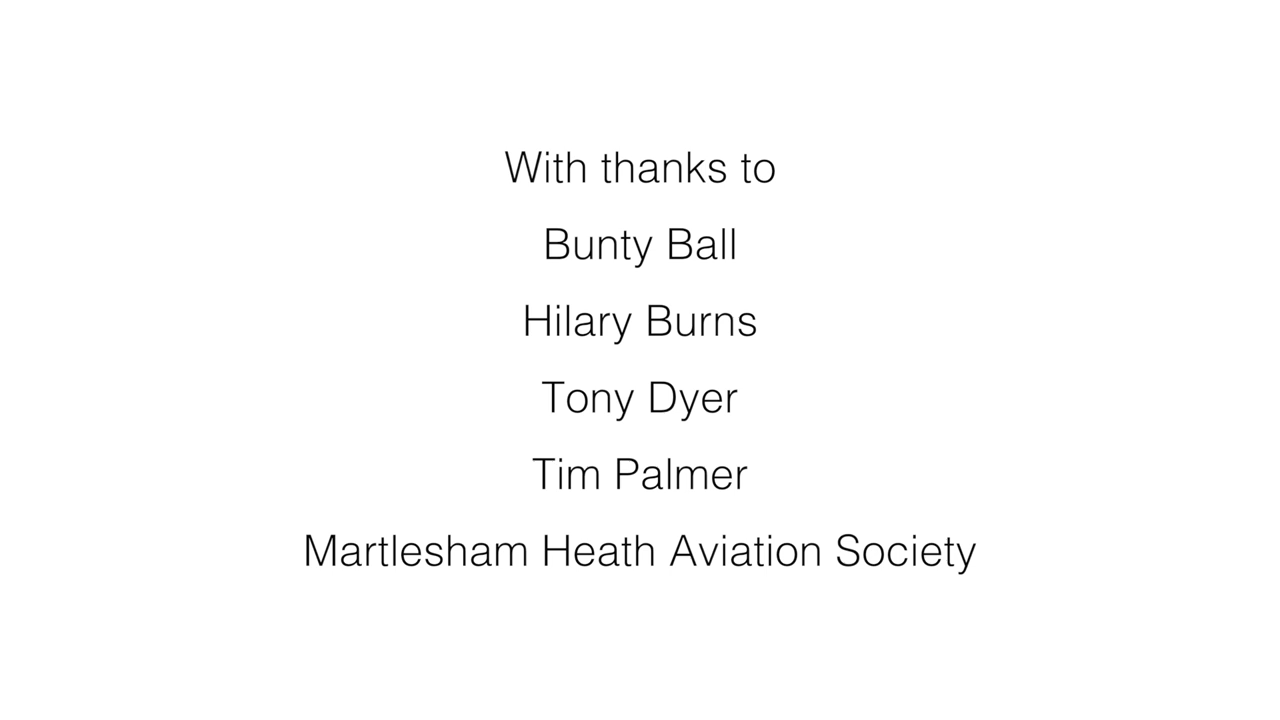 With thanks to
Bunty Ball
Hilary Burns
Tony Dyer
Tim Palmer
Martlesham Heath Aviation Society